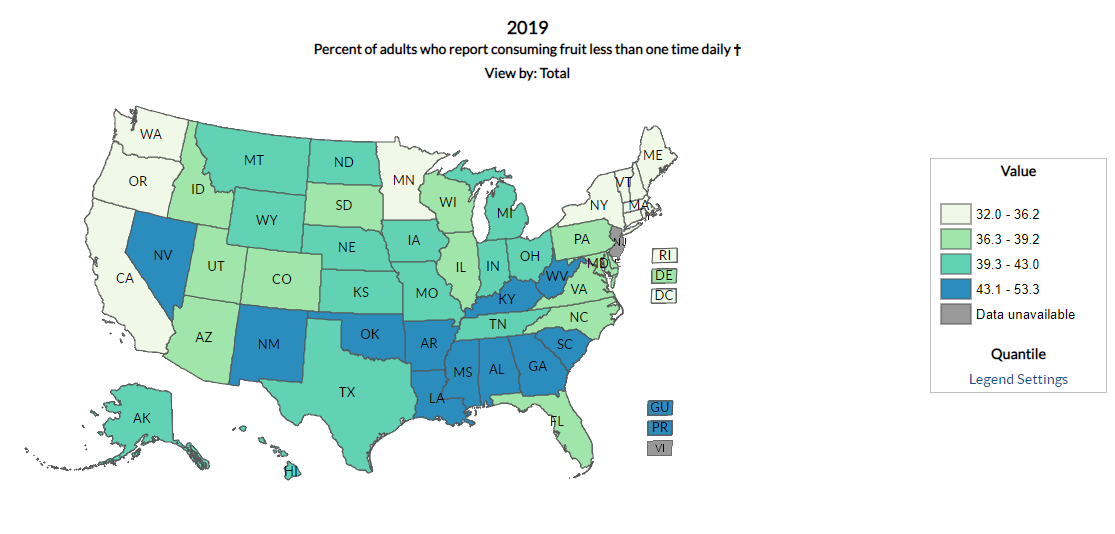 2019
Percent of adults who report consuming fruit less than one time daily †
View by: Total
WA
ME
MT
ND
VT
OR
MN
ID
WI
SD
NY
MA
WY
MI
PA
NJ
IA
NE
NV
OH
RI
UT
IL
IN
MD
CO
WV
DE
CA
VA
KS
MO
DC
KY
NC
TN
OK
AZ
NM
AR
SC
GA
MS
AL
TX
LA
AK
FL
GU
PR
VI
HI
Value
32.0 - 36.2
36.3 - 39.2
39.3 - 43.0
43.1 - 53.3
Data unavailable
Quantile
Legend Settings